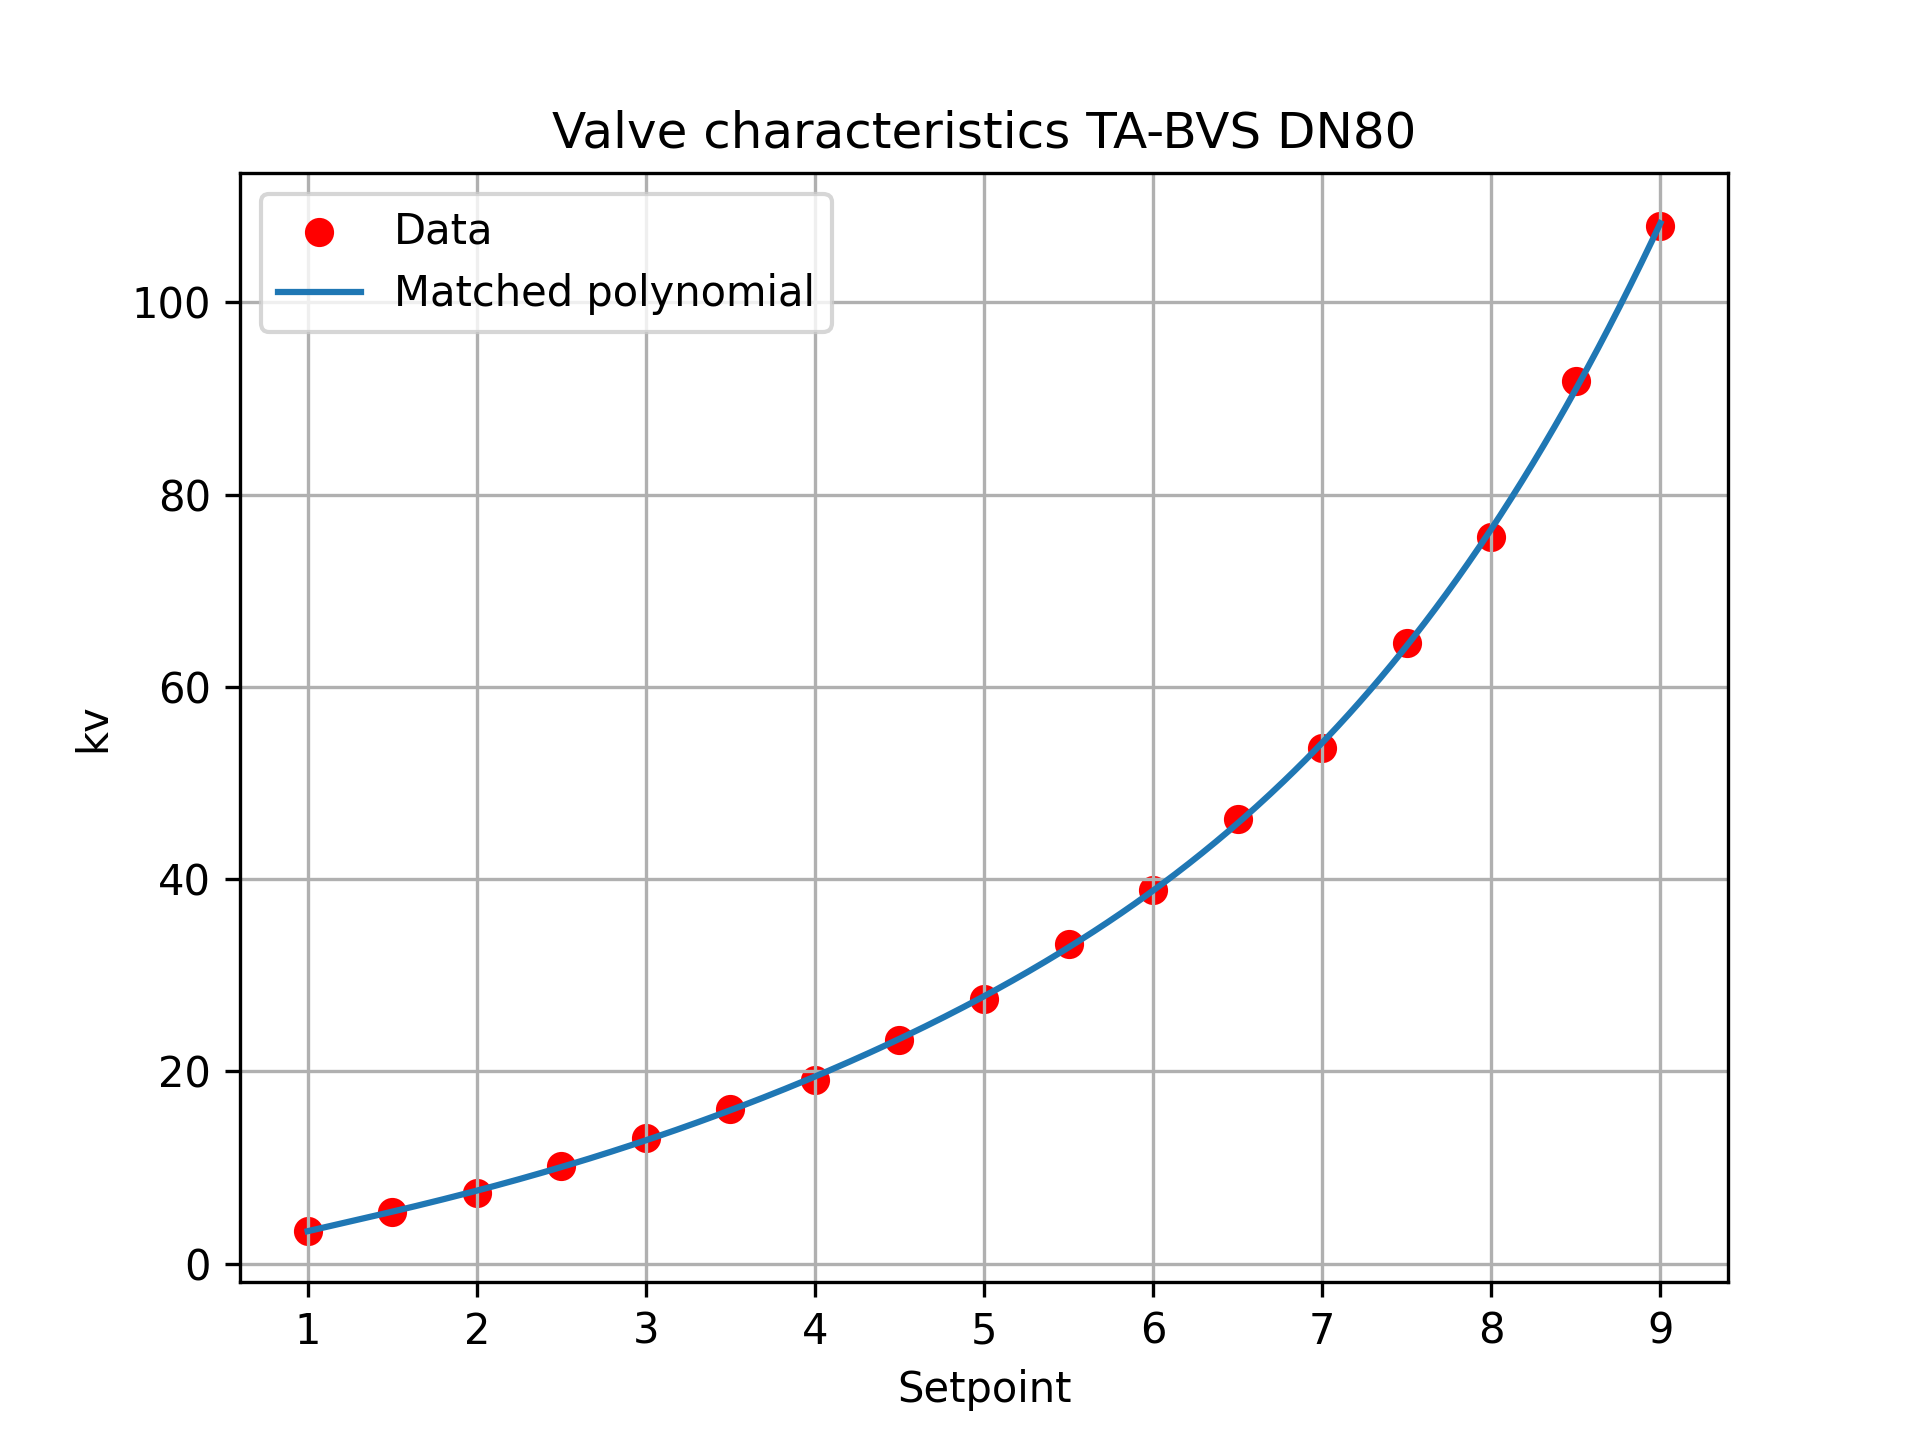 Valve characteristics TA-BVS DN80
Data
Matched polynomial
100
80
60
40
20
0
kv
1 2 3 4 5 6 7 8 9
Setpoint